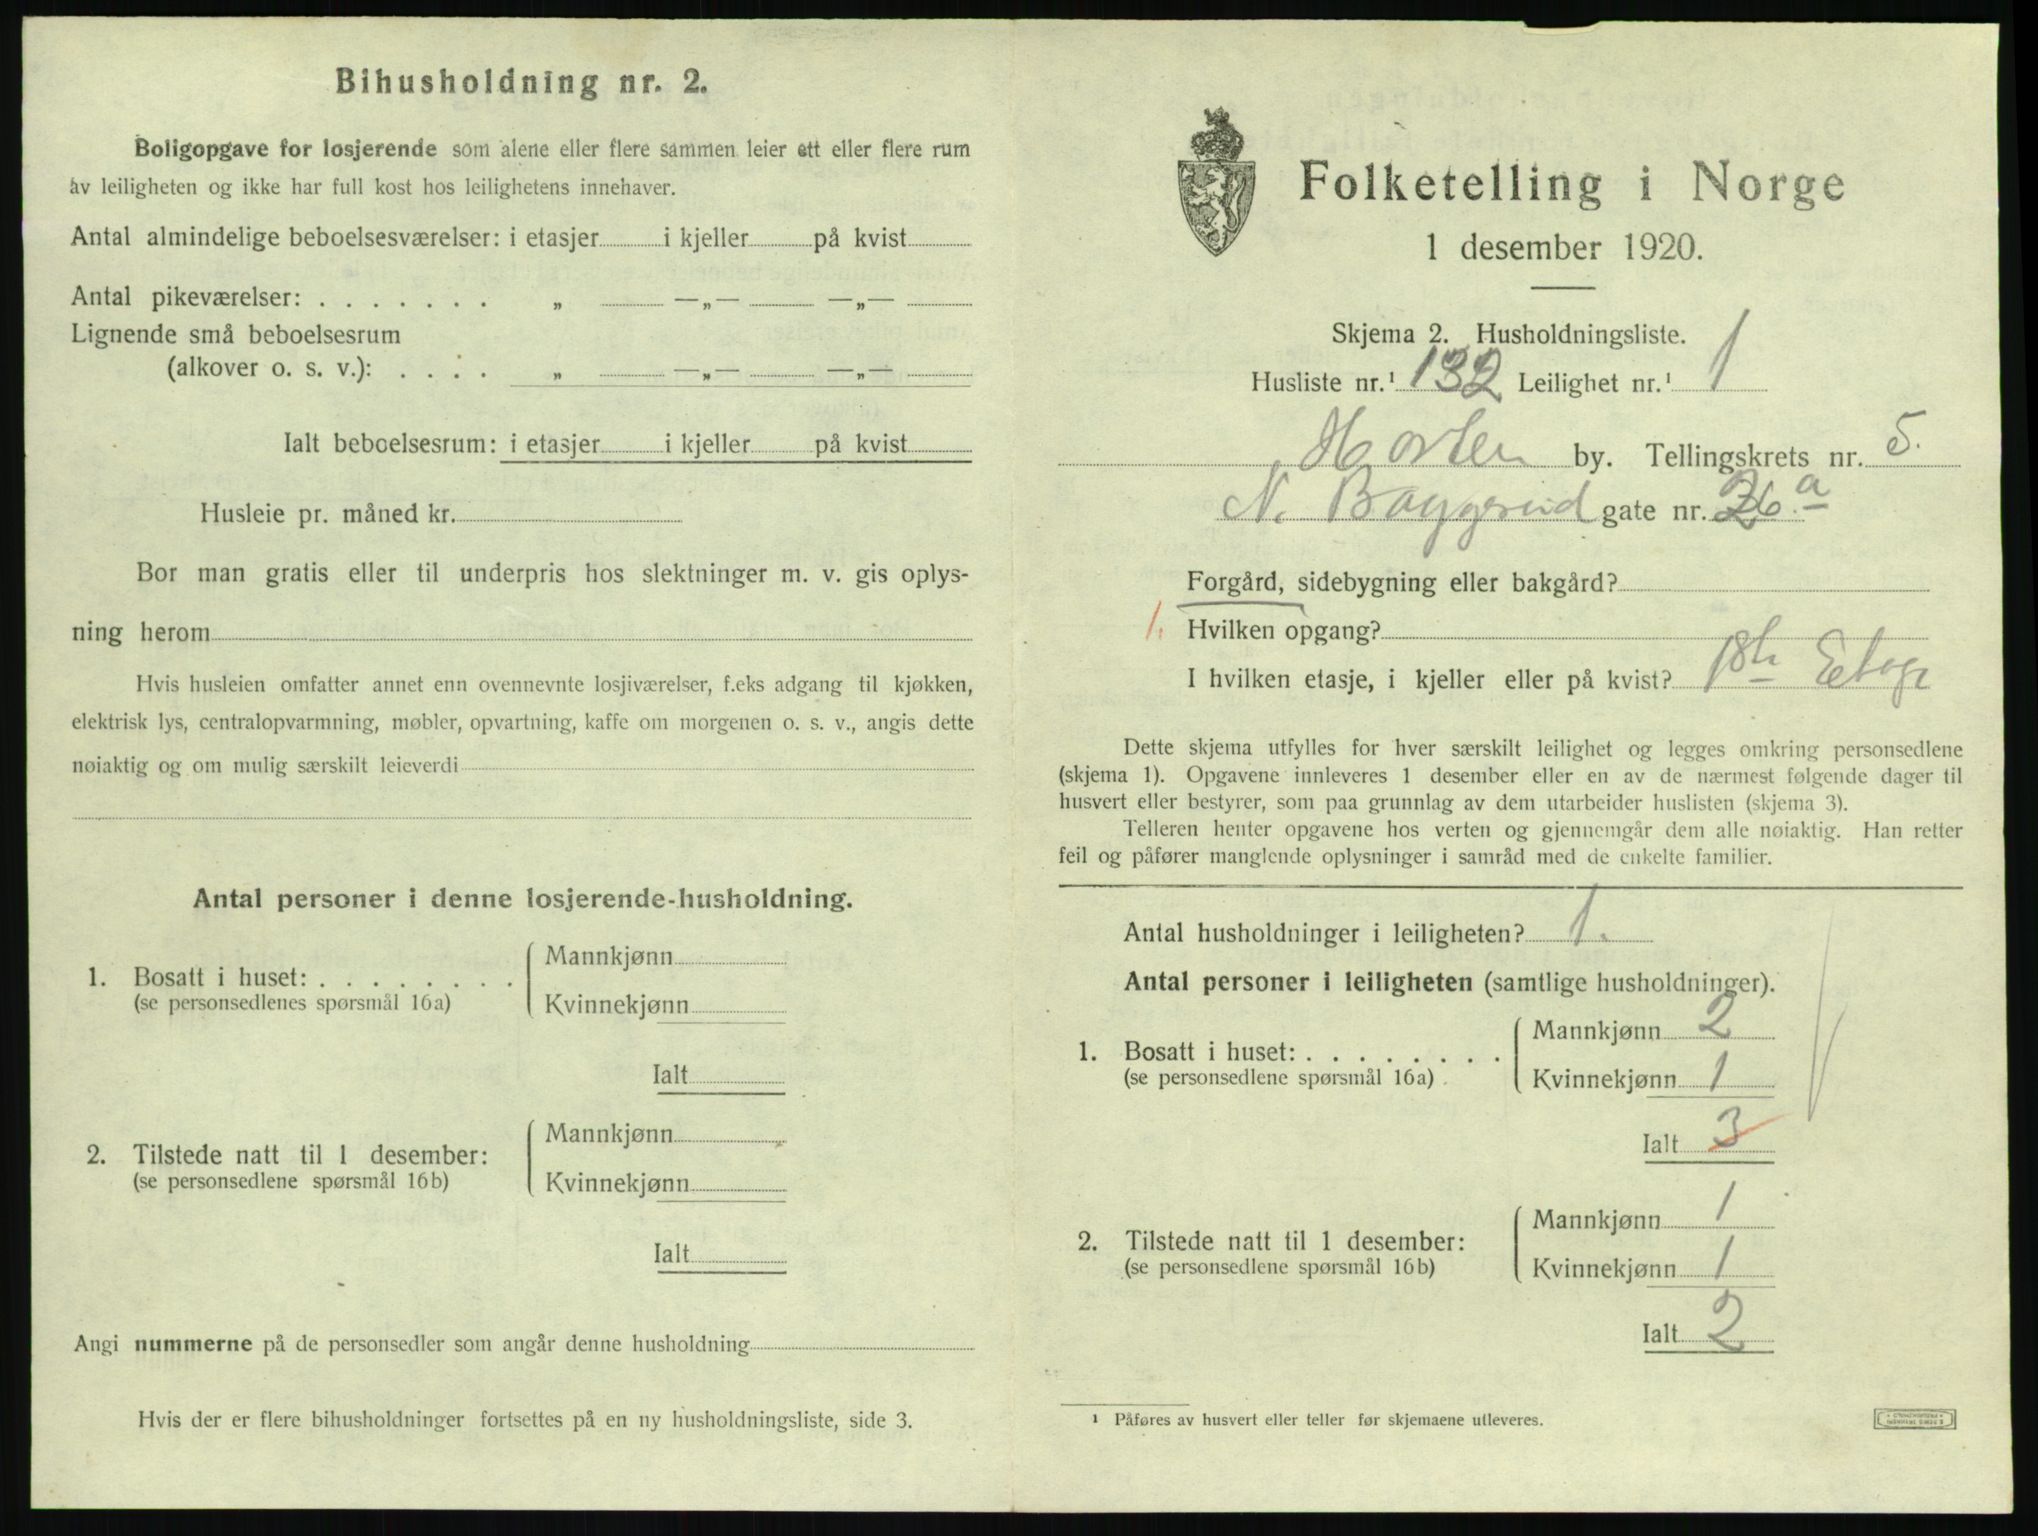 Bihusholdning nr. 2.
Boligopgave for losjerende som alene eller flere sammen leier ett eller flere rum
av leiligheten og ikke har full kost hos leilighetens innehaver.
Antal almindelige beboelsesværelser: i etasjer i kjeller på kvist
Antal pikeværelser: . . . . . . . „ —„— —„—
Lignende små beboelsesrum
(alkover o. s. v.): . . . . „ —„— —„—
Ialt beboelsesrum: i etasjer i kjeller på kvist
Husleie pr. måned kr.
Bor man gratis eller til underpris hos slektninger m. v. gis oplys-
ning herom
Hvis husleien omfatter annet enn ovennevnte losjiværelser, f.eks adgang til kjøkken,
elektrisk lys, centralopvarmning, møbler, opvartning, kaffe om morgenen o. s. v., angis dette
nøiaktig og om mulig særskilt leieverdi
Antal personer i denne losjerende-husholdning.
1. Bosatt i huset: . . . . . . . .
(se personsedlenes spørsmål 16a)
Mannkjønn
Kvinnekjønn
Ialt
2. Tilstede natt til 1 desember:
(se personsedlene spørsmål 16b)
Mannkjønn
Kvinnekjønn
Ialt
Angi nummerne på de personsedler som angår denne husholdning
Hvis der er flere bihusholdninger fortsettes på en ny husholdningsliste, side 3.
Folketelling i Norge
1 desember 1920.
Skjema 2. Husholdningsliste.
Husliste nr.¹ 132 Leilighet nr.¹ 1
Horten by. Tellingskrets nr. 5.
N. Baggerud gate nr. 26.a
Forgård, sidebygning eller bakgård?
1. Hvilken opgang?
I hvilken etasje, i kjeller eller på kvist? 1ste Etage
Dette skjema utfylles for hver særskilt leilighet og legges omkring personsedlene
(skjema 1). Opgavene innleveres 1 desember eller en av de nærmest følgende dager til
husvert eller bestyrer, som paa grunnlag av dem utarbeider huslisten (skjema 3).
Telleren henter opgavene hos verten og gjennemgår dem alle nøiaktig. Han retter
feil og påfører manglende oplysninger i samråd med de enkelte familier.
Antal husholdninger i leiligheten? 1.
Antal personer i leiligheten (samtlige husholdninger).
1. Bosatt i huset: . . . . . . . .
(se personsedlene spørsmål 16a)
Mannkjønn 2
Kvinnekjønn 1
Ialt 3
2. Tilstede natt til 1 desember:
(se personsedlene spørsmål 16b)
Mannkjønn 1
Kvinnekjønn 1
Ialt 2
¹ Påføres av husvert eller teller før skjemaene utleveres.